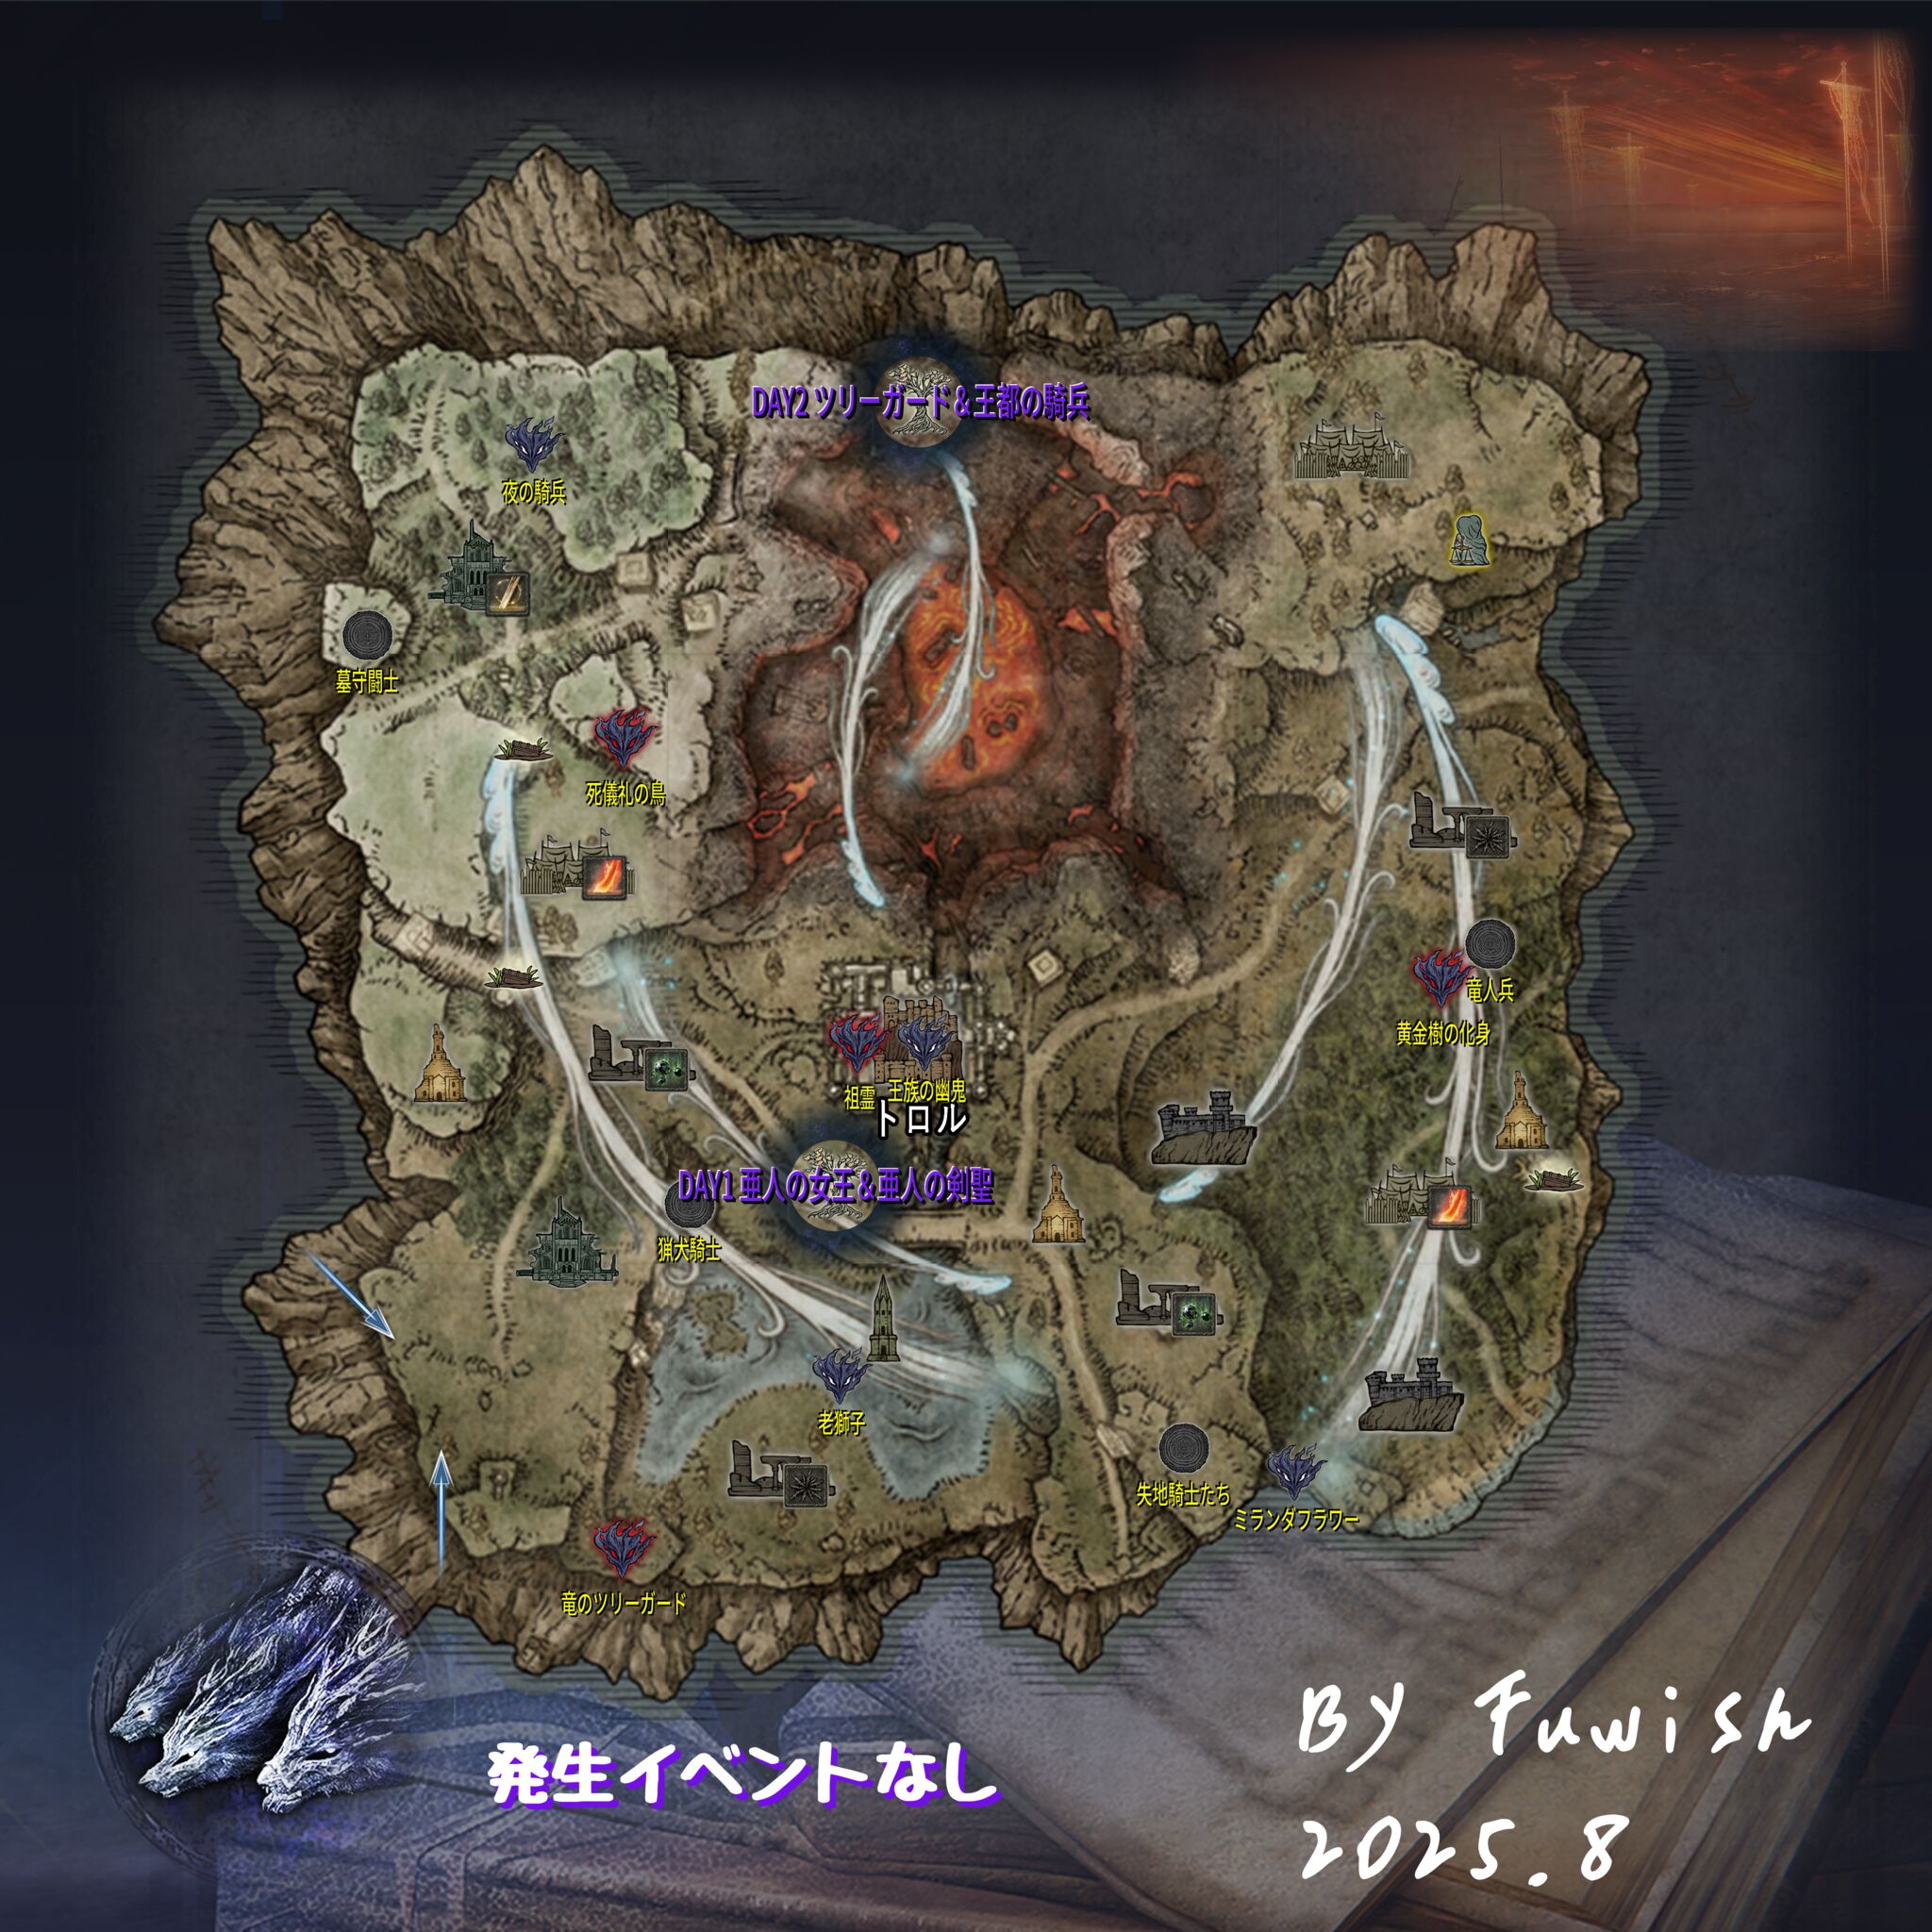 DAY2 ツリーガード&王都の騎兵
夜の騎兵
墓守闘士
死儀礼の鳥
竜人兵
黄金樹の化身
祖霊
王族の幽鬼
トロル
DAY1 亜人の女王&亜人の剣聖
猟犬騎士
老獅子
失地騎士たち
ミランダフラワー
竜のツリーガード
発生イベントなし
BY Fuwish
2025.8